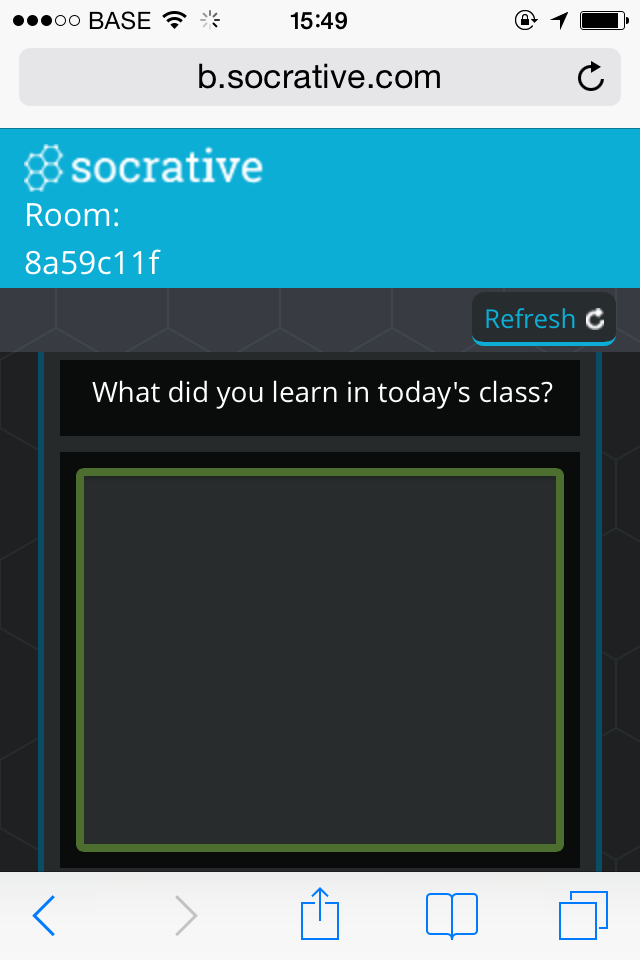 BASE 15:49
b.socrative.com
socrative
Room:
8a59c11f
Refresh
What did you learn in today's class?